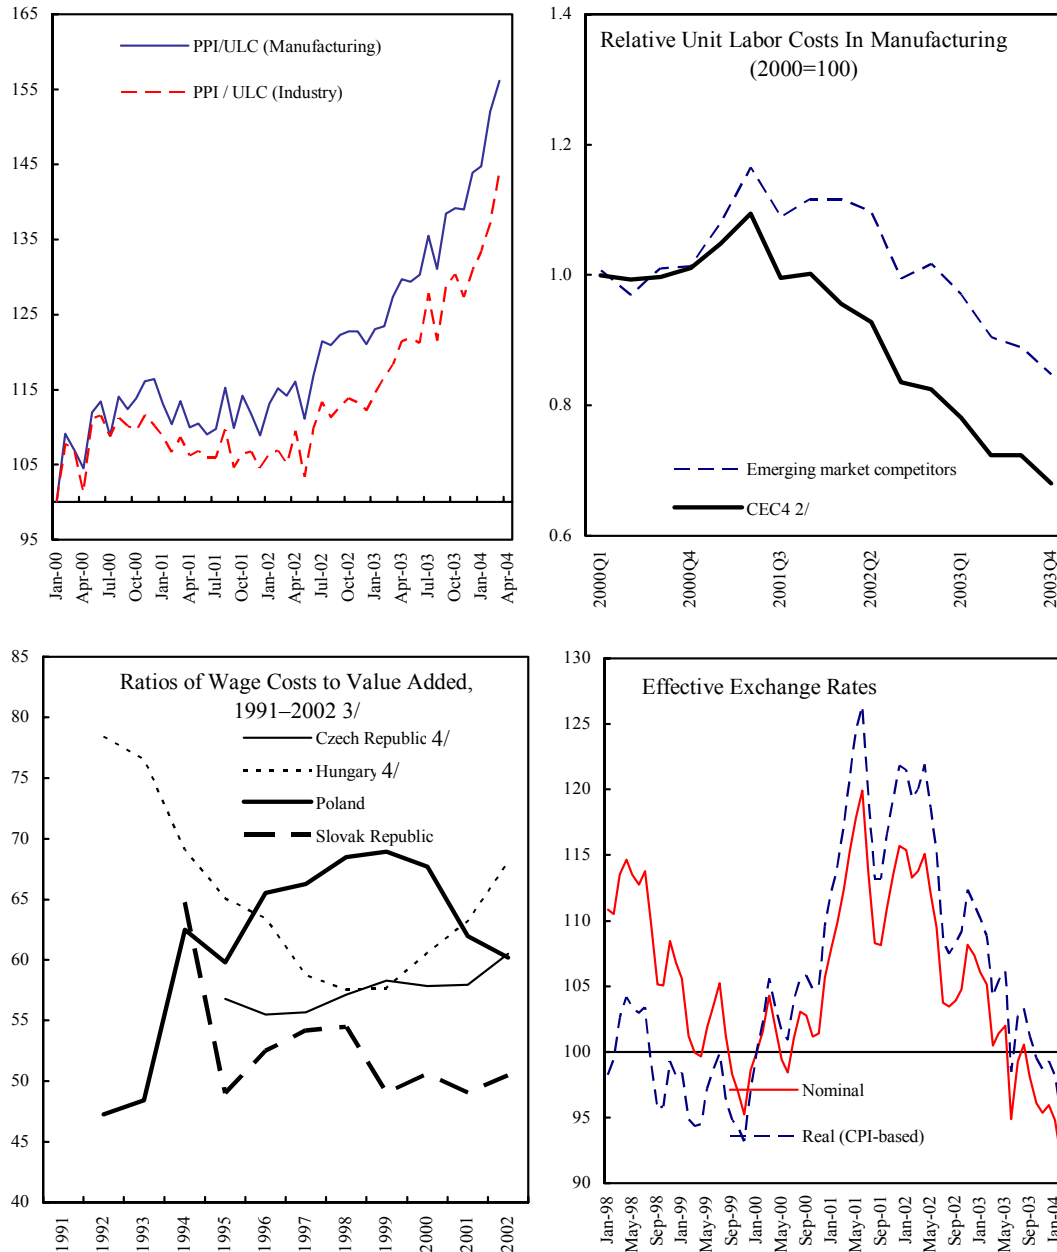 165
155
145
135
125
115
105
95
PPI/ULC (Manufacturing)
PPI / ULC (Industry)
Jan-00
Apr-00
Jul-00
Oct-00
Jan-01
Apr-01
Jul-01
Oct-01
Jan-02
Apr-02
Jul-02
Oct-02
Jan-03
Apr-03
Jul-03
Oct-03
Jan-04
Apr-04
1.4
1.2
1.0
0.8
0.6
Relative Unit Labor Costs In Manufacturing
(2000=100)
Emerging market competitors
CEC4 2/
2000Q1
2000Q4
2001Q3
2002Q2
2003Q1
2003Q4
85
80
75
70
65
60
55
50
45
40
Ratios of Wage Costs to Value Added,
1991–2002 3/
Czech Republic 4/
Hungary 4/
Poland
Slovak Republic
1991
1992
1993
1994
1995
1996
1997
1998
1999
2000
2001
2002
130
125
120
115
110
105
100
95
90
Effective Exchange Rates
Nominal
Real (CPI-based)
Jan-98
May-98
Sep-98
Jan-99
May-99
Sep-99
Jan-00
May-00
Sep-00
Jan-01
May-01
Sep-01
Jan-02
May-02
Sep-02
Jan-03
May-03
Sep-03
Jan-04